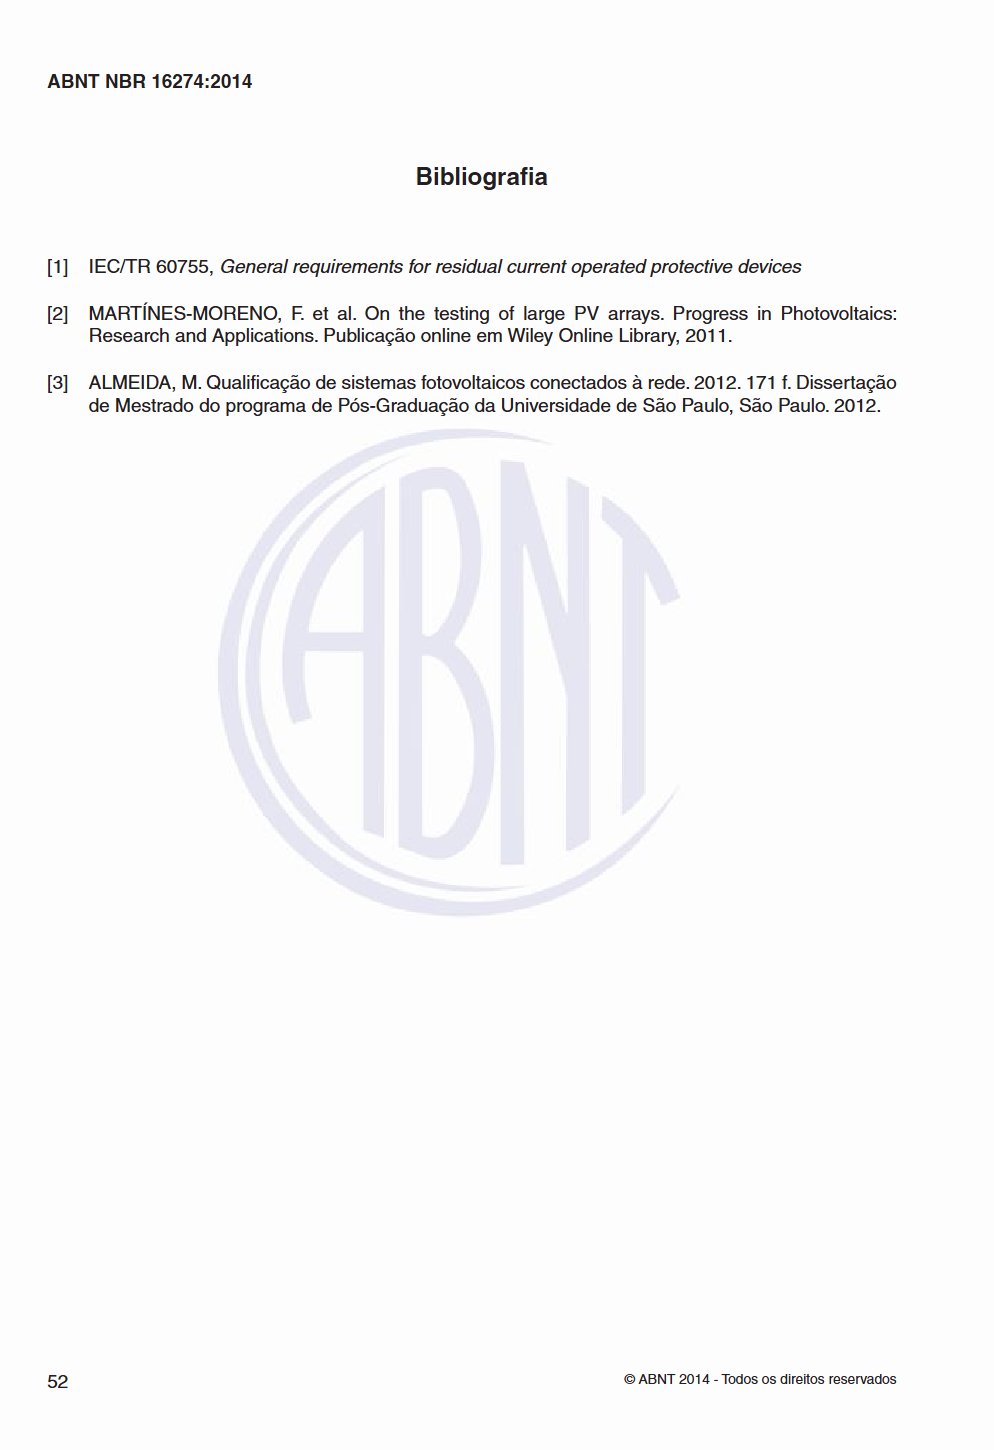 ABNT NBR 16274:2014
Bibliografia
[1] IEC/TR 60755, General requirements for residual current operated protective devices
[2] MARTÍNES-MORENO, F. et al. On the testing of large PV arrays. Progress in Photovoltaics:
Research and Applications. Publicação online em Wiley Online Library, 2011.
[3] ALMEIDA, M. Qualificação de sistemas fotovoltaicos conectados à rede. 2012. 171 f. Dissertação
de Mestrado do programa de Pós-Graduação da Universidade de São Paulo, São Paulo. 2012.
ABNT
52
© ABNT 2014 - Todos os direitos reservados